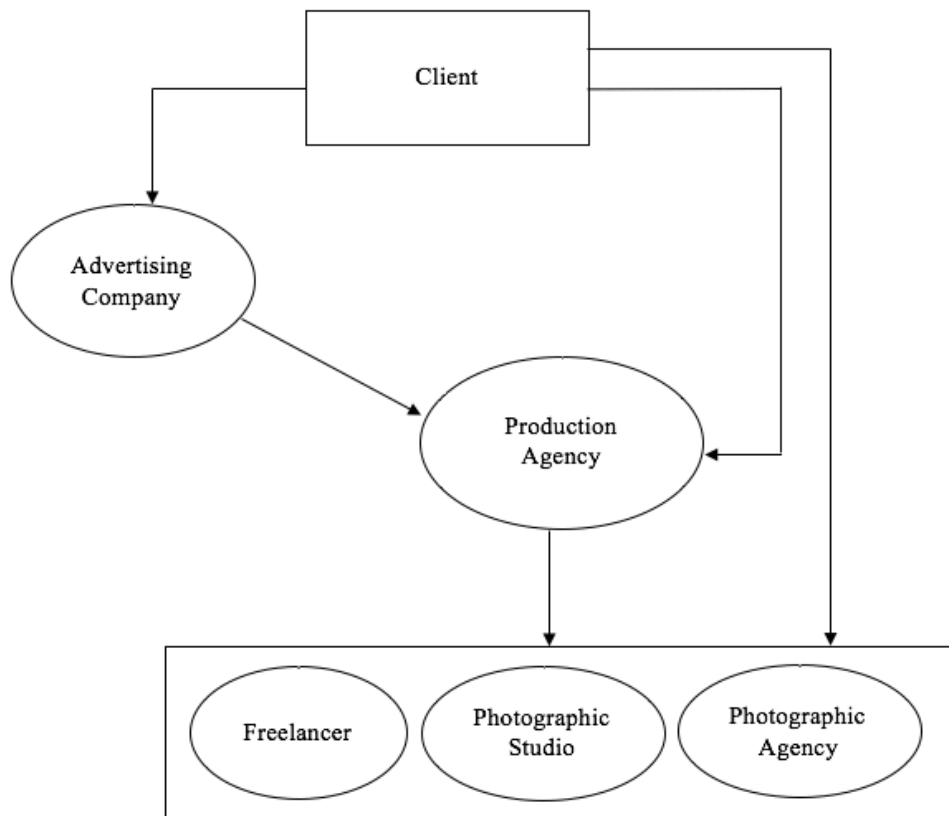 Client
Advertising
Company
Production
Agency
Freelancer
Photographic
Studio
Photographic
Agency